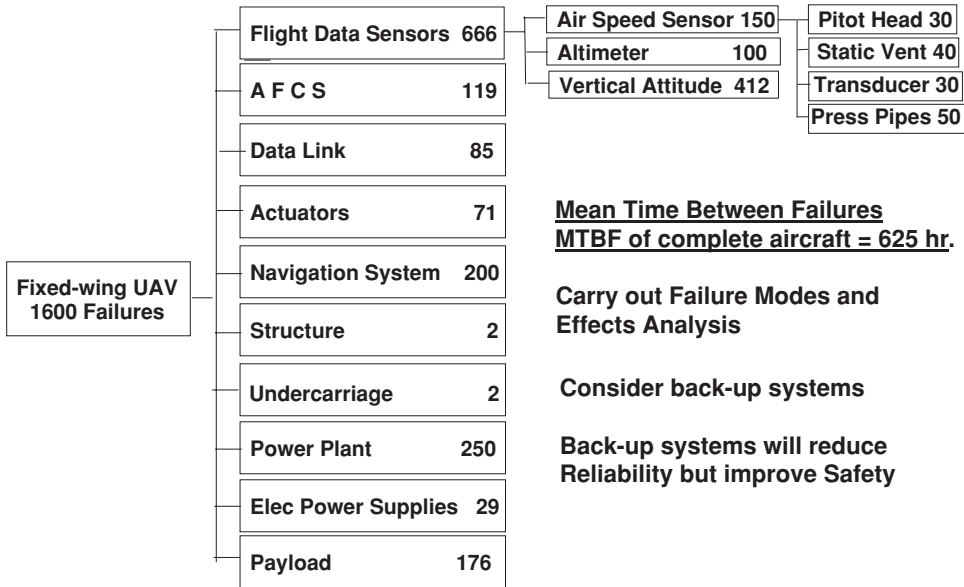 Fixed-wing UAV
1600 Failures
Flight Data Sensors 666
A F C S 119
Data Link 85
Actuators 71
Navigation System 200
Structure 2
Undercarriage 2
Power Plant 250
Elec Power Supplies 29
Payload 176
Air Speed Sensor 150
Altimeter 100
Vertical Attitude 412
Pitot Head 30
Static Vent 40
Transducer 30
Press Pipes 50
Mean Time Between Failures
MTBF of complete aircraft = 625 hr.
Carry out Failure Modes and
Effects Analysis
Consider back-up systems
Back-up systems will reduce
Reliability but improve Safety